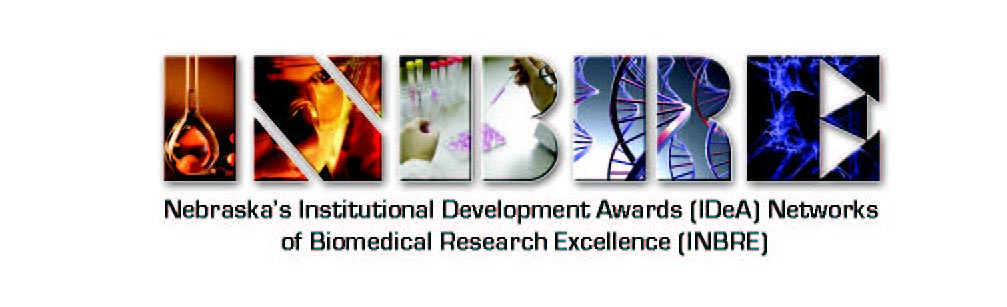 INBRE
Nebraska's Institutional Development Awards (IDeA) Networks
of Biomedical Research Excellence (INBRE)